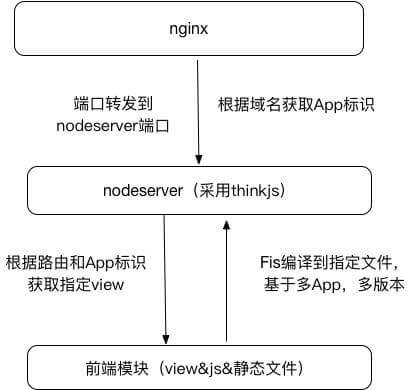 nginx
端口转发到
nodeserver端口
根据域名获取App标识
nodeserver（采用thinkjs）
根据路由和App标识
获取指定view
Fis编译到指定文件，
基于多App，多版本
前端模块（view&js&静态文件）